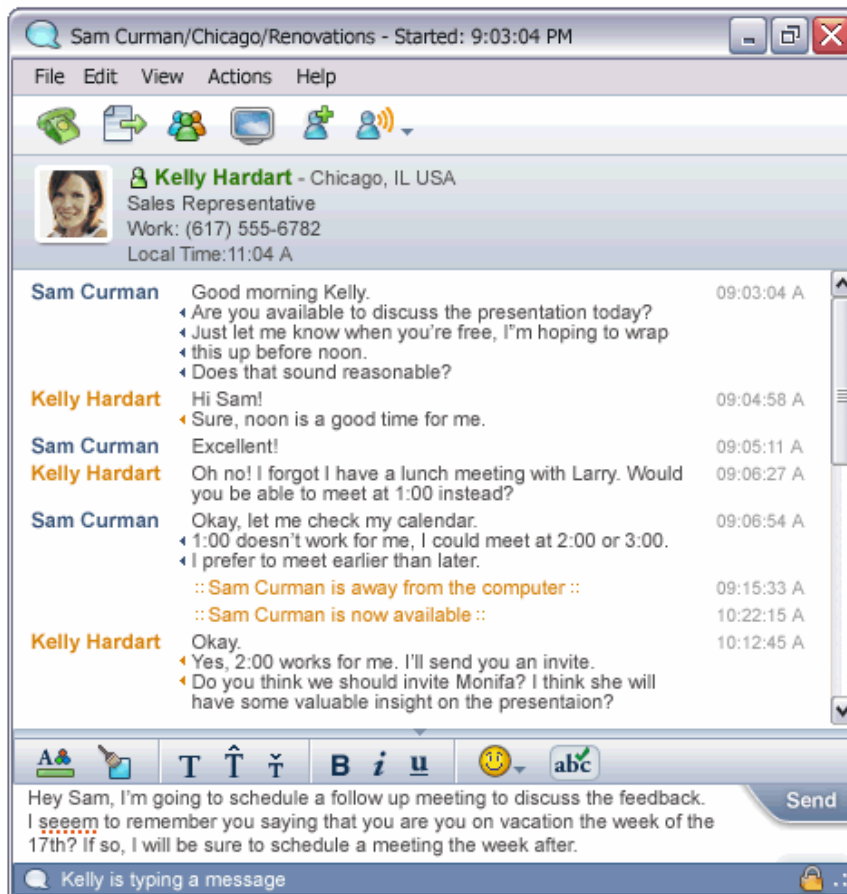 Sam Curman/Chicago/Renovations - Started: 9:03:04 PM
File Edit View Actions Help
Kelly Hardart - Chicago, IL USA
Sales Representative
Work: (617) 555-6782
Local Time:11:04 A
Sam Curman Good morning Kelly. 09:03:04 A
Are you available to discuss the presentation today?
Just let me know when you're free, I"m hoping to wrap
this up before noon.
Does that sound reasonable?
Kelly Hardart Hi Sam! 09:04:58 A
Sure, noon is a good time for me.
Sam Curman Excellent! 09:05:11 A
Kelly Hardart Oh no! I forgot I have a lunch meeting with Larry. Would 09:06:27 A
you be able to meet at 1:00 instead?
Sam Curman Okay, let me check my calendar. 09:06:54 A
1:00 doesn't work for me, I could meet at 2:00 or 3:00.
I prefer to meet earlier than later.
:: Sam Curman is away from the computer :: 09:15:33 A
:: Sam Curman is now available :: 10:22:15 A
Kelly Hardart Okay. 10:12:45 A
Yes, 2:00 works for me. I'll send you an invite.
Do you think we should invite Monifa? I think she will
have some valuable insight on the presentaion?
A T T T B i u abc
Hey Sam, I'm going to schedule a follow up meeting to discuss the feedback. Send
I seeem to remember you saying that you are you on vacation the week of the
17th? If so, I will be sure to schedule a meeting the week after.
Kelly is typing a message